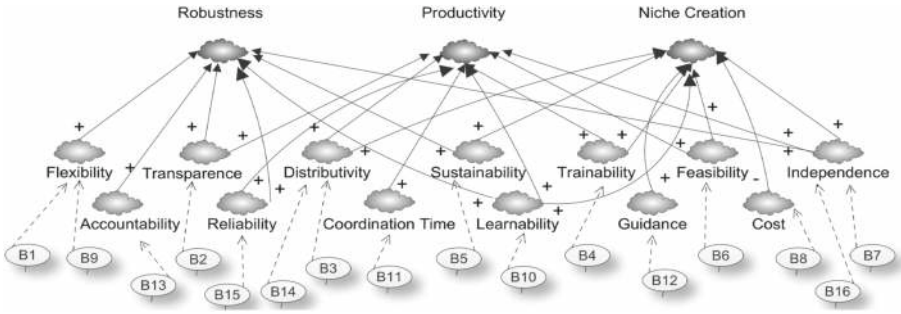 Robustness Productivity Niche Creation
+ + + + + + + + +
Flexibility Transparence Distributivity Sustainability Trainability Feasibility Independence
+ + + + + + + + -
Accountability Reliability Coordination Time Learnability Guidance Cost
B1 B9 B2 B3 B5 B4 B6 B8 B7
B13 B15 B14 B11 B10 B12 B16